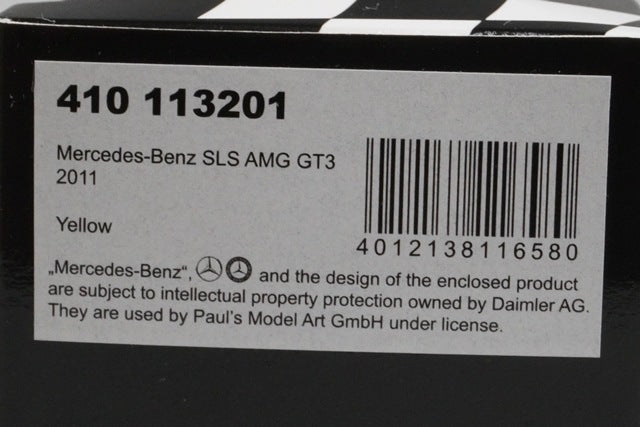 410 113201
Mercedes-Benz SLS AMG GT3
2011
Yellow
4012138116580
„Mercedes-Benz“, and the design of the enclosed product
are subject to intellectual property protection owned by Daimler AG.
They are used by Paul's Model Art GmbH under license.